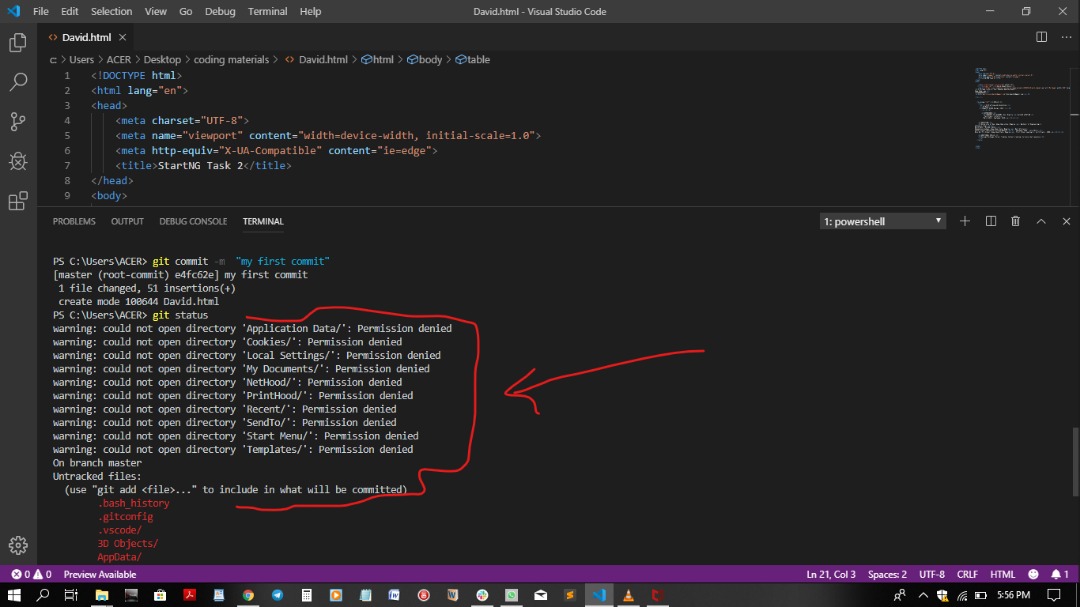 File Edit Selection View Go Debug Terminal Help David.html - Visual Studio Code
<> David.html ×
c: > Users > ACER > Desktop > coding materials > <> David.html > html > body > table
1 <!DOCTYPE html>
2 <html lang="en">
3 <head>
4 <meta charset="UTF-8">
5 <meta name="viewport" content="width=device-width, initial-scale=1.0">
6 <meta http-equiv="X-UA-Compatible" content="ie=edge">
7 <title>StartNG Task 2</title>
8 </head>
9 <body>
PROBLEMS OUTPUT DEBUG CONSOLE TERMINAL 1: powershell
PS C:\Users\ACER> git commit -m "my first commit"
[master (root-commit) e4fc62e] my first commit
1 file changed, 51 insertions(+)
create mode 100644 David.html
PS C:\Users\ACER> git status
warning: could not open directory 'Application Data/': Permission denied
warning: could not open directory 'Cookies/': Permission denied
warning: could not open directory 'Local Settings/': Permission denied
warning: could not open directory 'My Documents/': Permission denied
warning: could not open directory 'NetHood/': Permission denied
warning: could not open directory 'PrintHood/': Permission denied
warning: could not open directory 'Recent/': Permission denied
warning: could not open directory 'SendTo/': Permission denied
warning: could not open directory 'Start Menu/': Permission denied
warning: could not open directory 'Templates/': Permission denied
On branch master
Untracked files:
(use "git add <file>..." to include in what will be committed)
.bash_history
.gitconfig
.vscode/
3D Objects/
AppData/
0 0 Preview Available Ln 21, Col 3 Spaces: 2 UTF-8 CRLF HTML 1
5:56 PM